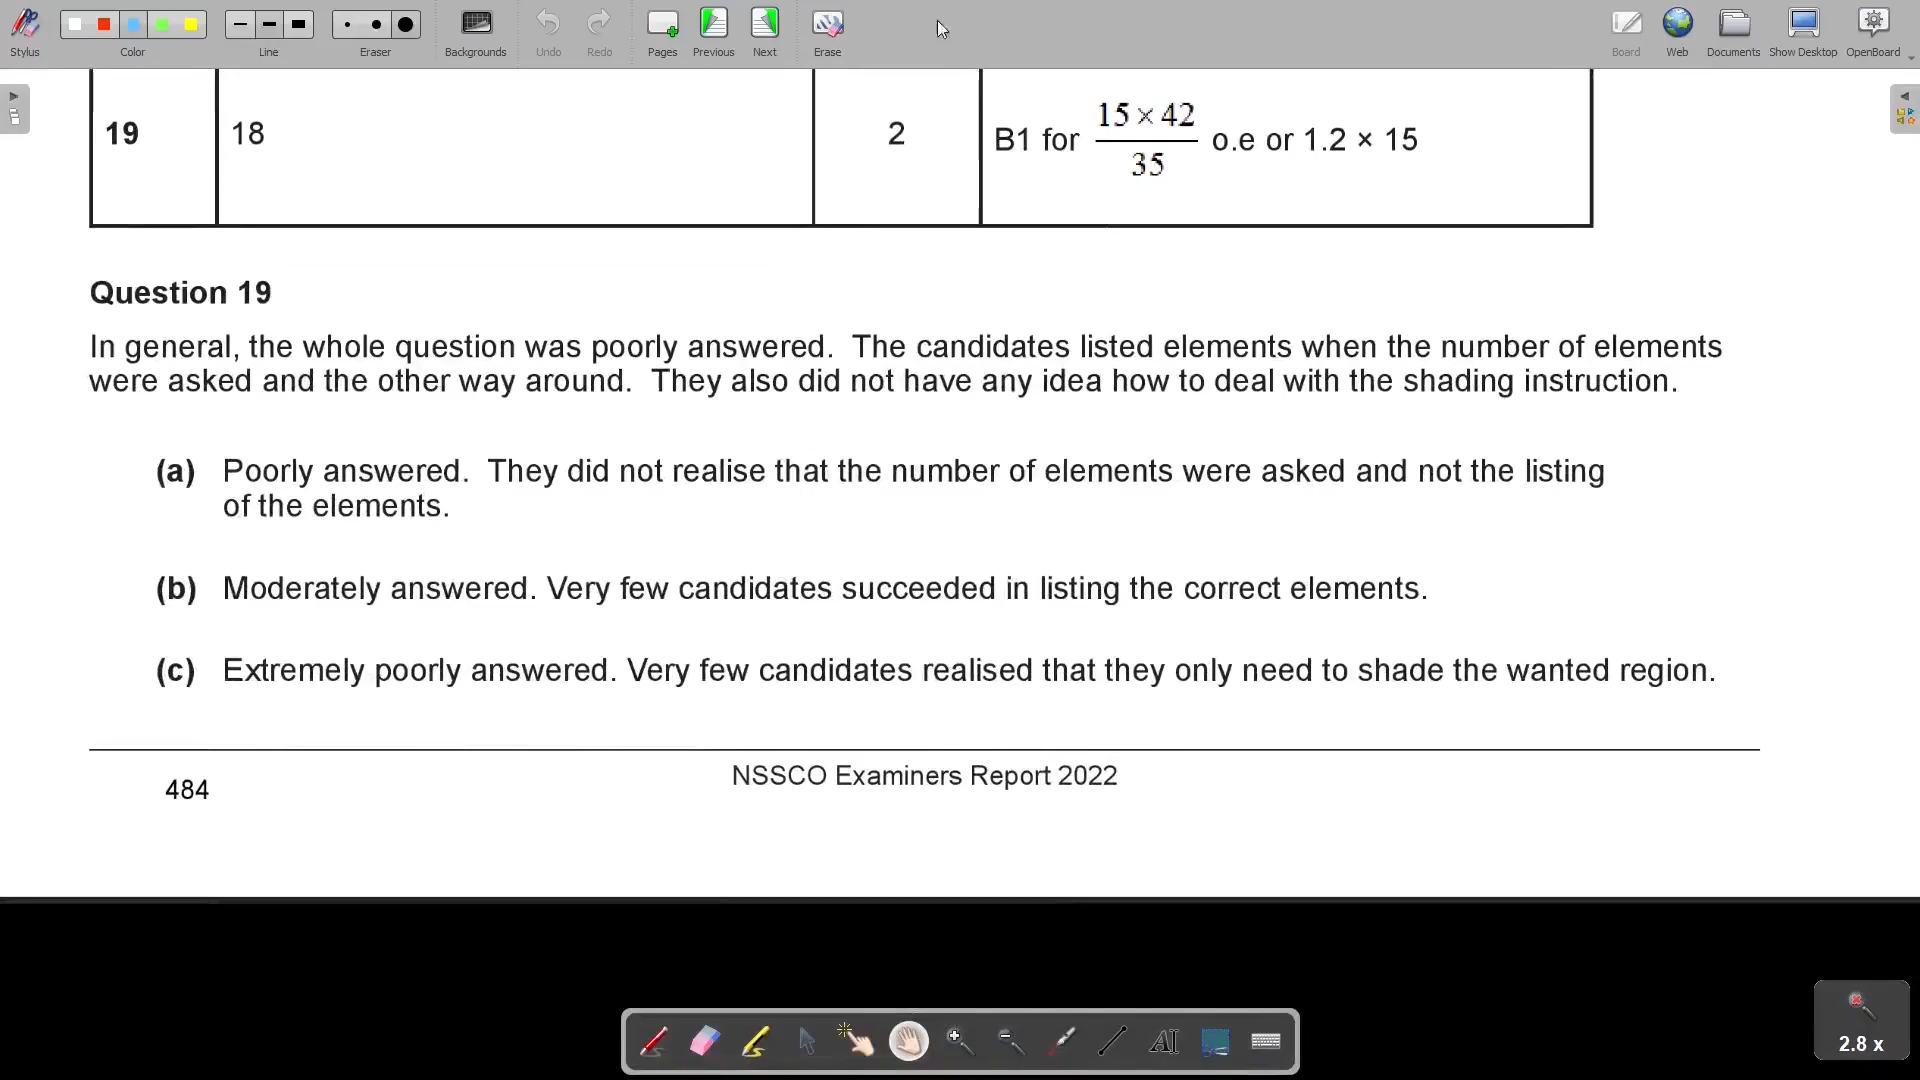 Stylus
Color
Line
Eraser
Backgrounds
Undo
Redo
Pages
Previous
Next
Erase
Board
Web
Documents
Show Desktop
OpenBoard
19
18
2
B1 for 15 × 42 / 35 o.e or 1.2 × 15
Question 19
In general, the whole question was poorly answered. The candidates listed elements when the number of elements
were asked and the other way around. They also did not have any idea how to deal with the shading instruction.
(a) Poorly answered. They did not realise that the number of elements were asked and not the listing
of the elements.
(b) Moderately answered. Very few candidates succeeded in listing the correct elements.
(c) Extremely poorly answered. Very few candidates realised that they only need to shade the wanted region.
484
NSSCO Examiners Report 2022
AI
2.8 x